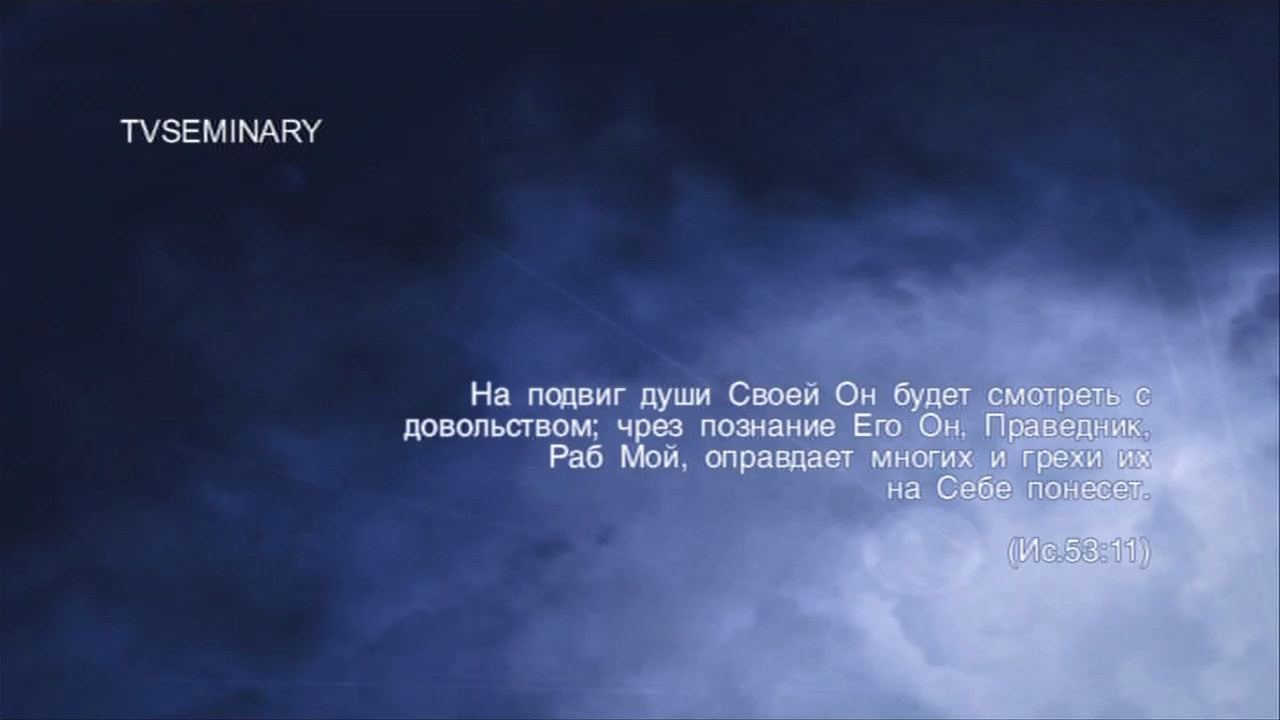 TVSEMINARY
На подвиг души Своей Он будет смотреть с
довольством; чрез познание Его Он, Праведник,
Раб Мой, оправдает многих и грехи их
на Себе понесет.
(Ис.53:11)